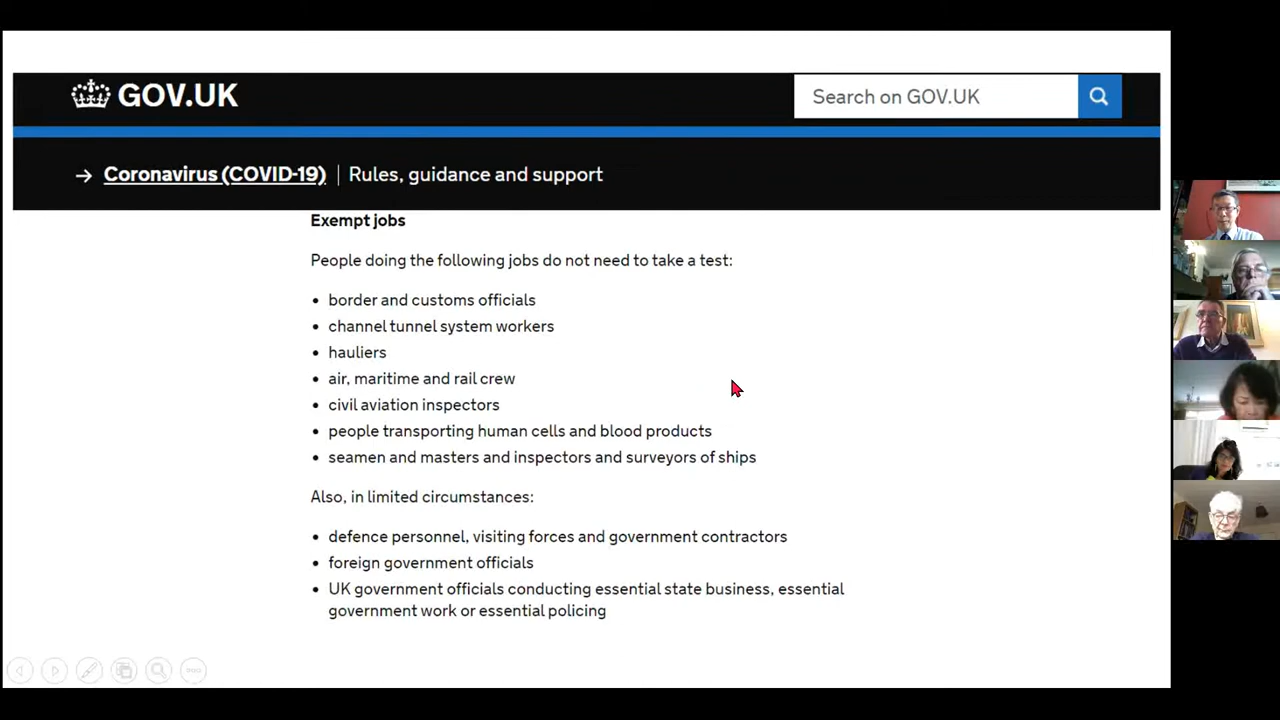 GOV.UK
Search on GOV.UK
→ Coronavirus (COVID-19) | Rules, guidance and support
Exempt jobs
People doing the following jobs do not need to take a test:
• border and customs officials
• channel tunnel system workers
• hauliers
• air, maritime and rail crew
• civil aviation inspectors
• people transporting human cells and blood products
• seamen and masters and inspectors and surveyors of ships
Also, in limited circumstances:
• defence personnel, visiting forces and government contractors
• foreign government officials
• UK government officials conducting essential state business, essential
government work or essential policing